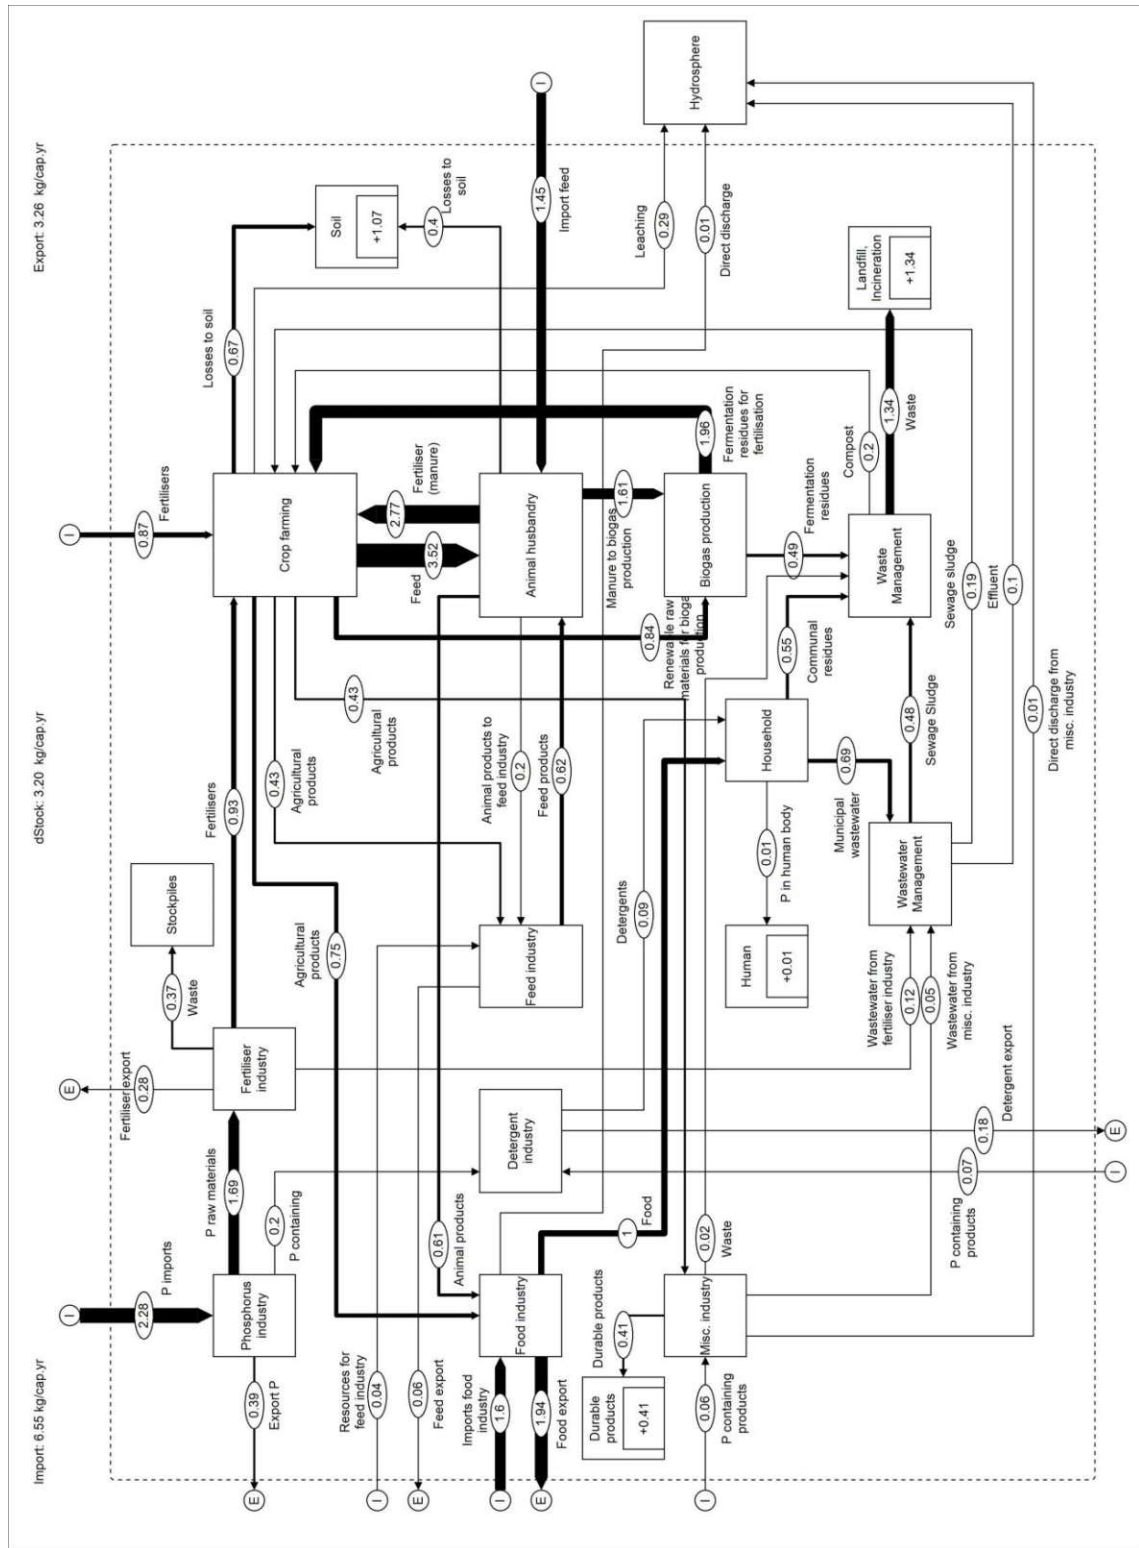 Import: 6.55 kg/cap.yr
dStock: 3.20 kg/cap.yr
Export: 3.26 kg/cap.yr
I
2.28
P imports
E
0.28
Fertiliser export
I
0.87
Fertilisers
0.37
Waste
Stockpiles
0.67
Losses to soil
Soil
+1.07
E
0.39
Export P
Phosphorus
industry
1.69
P raw materials
Fertiliser
industry
0.93
Fertilisers
Crop farming
0.2
P containing
0.75
Agricultural
products
0.43
Agricultural
products
0.43
Agricultural
products
I
0.04
Resources for
feed industry
E
0.06
Feed export
3.52
Feed
2.77
Fertiliser
(manure)
0.4
Losses to
soil
I
1.45
Import feed
I
1.6
Imports food
industry
E
1.94
Food export
Food industry
0.61
Animal products
Detergent
industry
Feed industry
0.2
Animal products to
feed industry
0.62
Feed products
Animal husbandry
1.61
Manure to biogas
production
1.96
Fermentation
residues for
fertilisation
0.29
Leaching
0.01
Direct discharge
Hydrosphere
Durable
products
+0.41
0.41
Durable products
1
Food
0.09
Detergents
0.84
Renewable raw
materials for bioga
production
Biogas production
I
0.06
P containing
products
Misc. industry
0.02
Waste
Human
+0.01
0.01
P in human body
Household
0.55
Communal
residues
0.49
Fermentation
residues
0.69
Municipal
wastewater
Waste
Management
0.2
Compost
1.34
Waste
Landfill,
Incineration
+1.34
0.12
Wastewater from
fertiliser industry
0.05
Wastewater from
misc. industry
Wastewater
Management
0.48
Sewage Sludge
0.19
Sewage sludge
0.1
Effluent
0.07
P containing
products
I
0.18
Detergent export
E
0.01
Direct discharge from
misc. industry